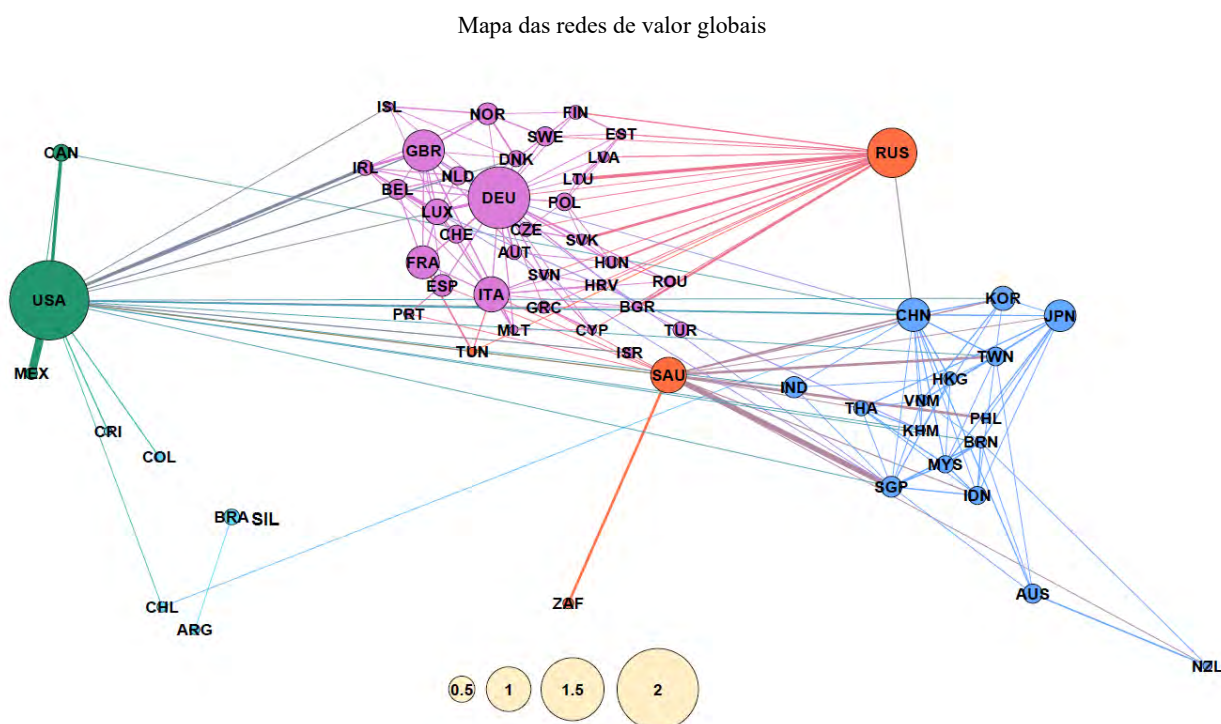 Mapa das redes de valor globais
ISL
NOR
FIN
SWE
EST
CAN
GBR
DNK
LVA
RUS
IRL
NLD
LTU
BEL
DEU
POL
LUX
CZE
CHE
SVK
AUT
FRA
HUN
SVN
ESP
HRV
ROU
USA
ITA
KOR
PRT
GRC
BGR
CHN
JPN
MLT
CYP
TUR
TUN
ISR
TWN
MEX
SAU
HKG
IND
VNM
THA
PHL
CRI
KHM
BRN
COL
MYS
SGP
IDN
BRA SIL
AUS
CHL
ZAF
ARG
NZL
0.5 1 1.5 2